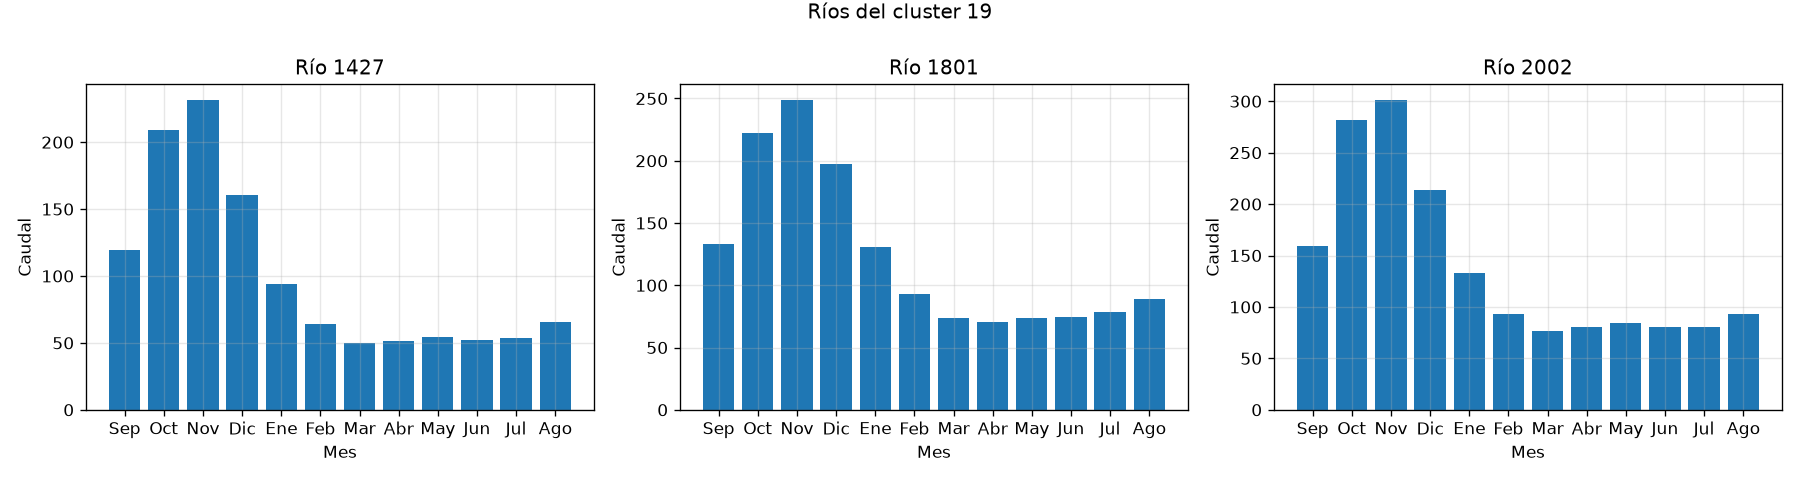 Ríos del cluster 19
Río 1427
Caudal
200
150
100
50
0
Sep Oct Nov Dic Ene Feb Mar Abr May Jun Jul Ago
Mes
Río 1801
Caudal
250
200
150
100
50
0
Sep Oct Nov Dic Ene Feb Mar Abr May Jun Jul Ago
Mes
Río 2002
Caudal
300
250
200
150
100
50
0
Sep Oct Nov Dic Ene Feb Mar Abr May Jun Jul Ago
Mes